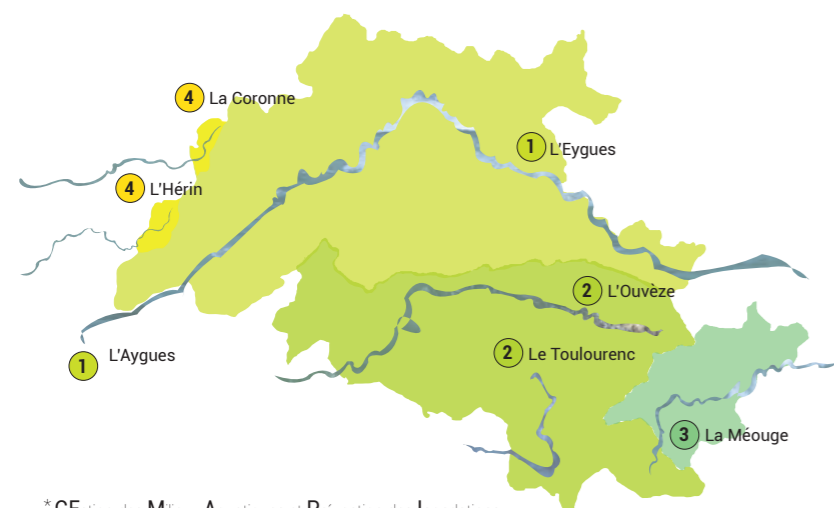 4 La Coronne
1 L'Eygues
4 L'Hérin
2 L'Ouvèze
2 Le Toulourenc
1 L'Aygues
3 La Méouge